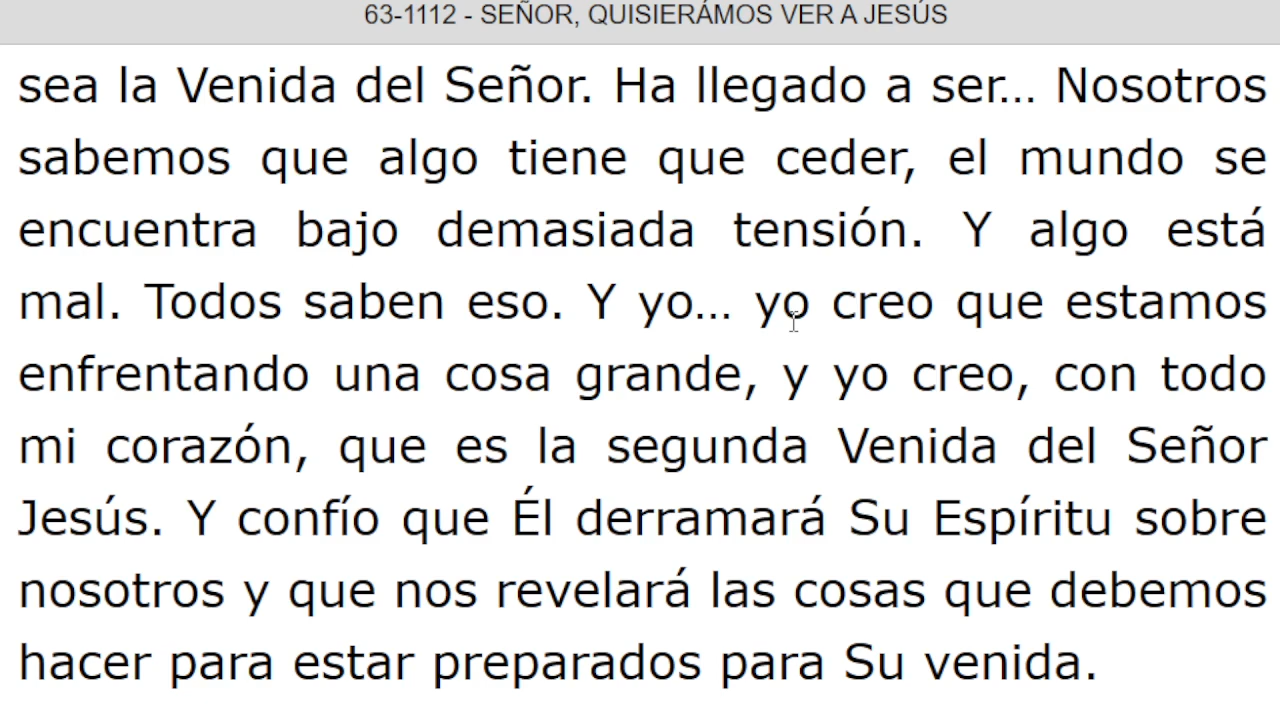 63-1112 - SEÑOR, QUISIERÁMOS VER A JESÚS
sea la Venida del Señor. Ha llegado a ser... Nosotros
sabemos que algo tiene que ceder, el mundo se
encuentra bajo demasiada tensión. Y algo está
mal. Todos saben eso. Y yo... yo creo que estamos
enfrentando una cosa grande, y yo creo, con todo
mi corazón, que es la segunda Venida del Señor
Jesús. Y confío que Él derramará Su Espíritu sobre
nosotros y que nos revelará las cosas que debemos
hacer para estar preparados para Su venida.